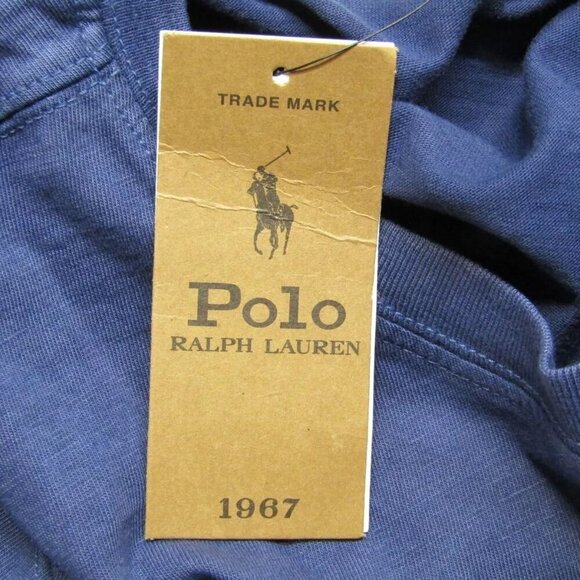 TRADE MARK
Polo
RALPH LAUREN
1967